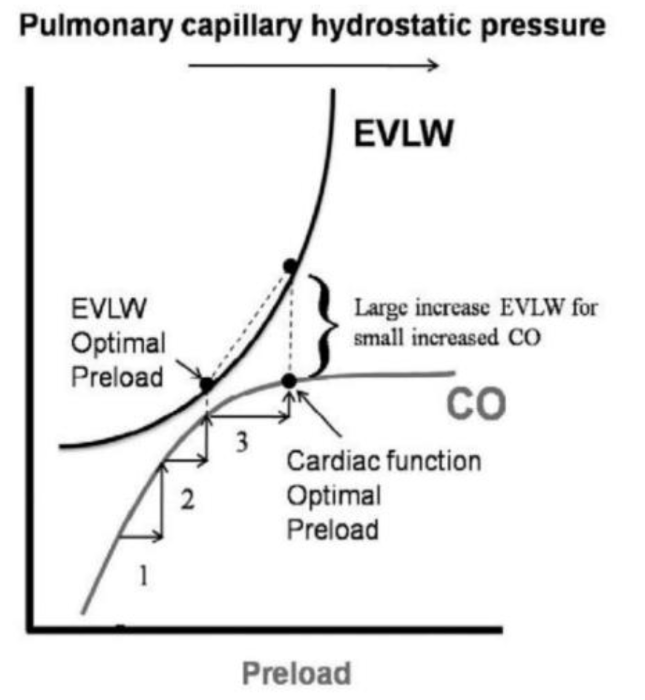 Pulmonary capillary hydrostatic pressure
EVLW
EVLW
Optimal
Preload
Large increase EVLW for
small increased CO
CO
3
Cardiac function
Optimal
Preload
2
1
Preload